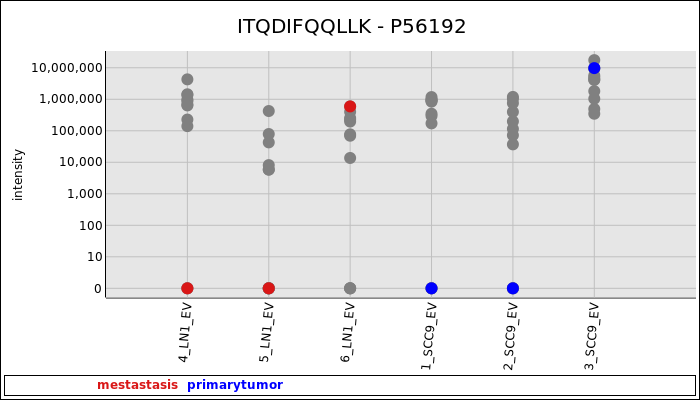 ITQDIFQQLLK - P56192
10,000,000
1,000,000
100,000
10,000
1,000
100
10
0
intensity
4_LN1_EV
5_LN1_EV
6_LN1_EV
1_SCC9_EV
2_SCC9_EV
3_SCC9_EV
mestastasis primarytumor